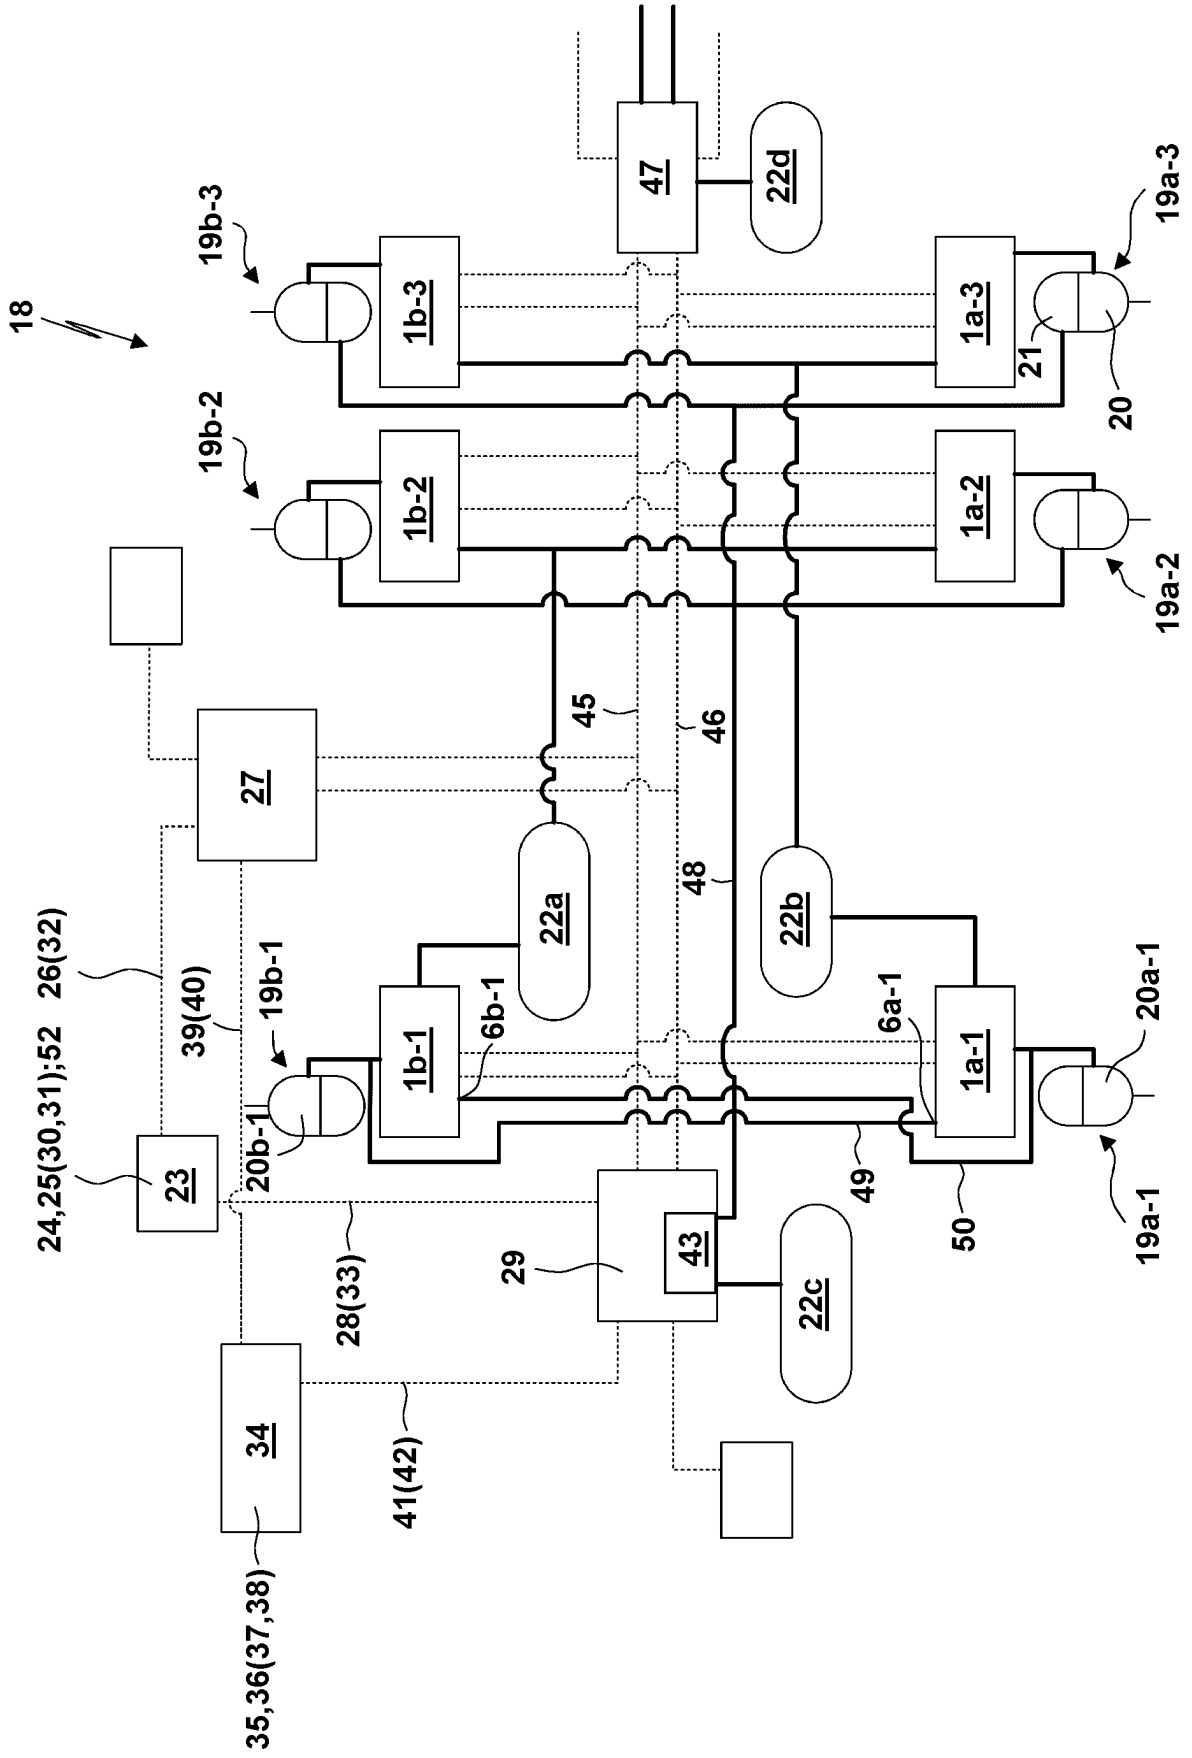 18
24,25(30,31);52
26(32)
35,36(37,38)
34
23
27
39(40)
41(42)
28(33)
19b-1
20b-1
19b-2
19b-3
1b-1
6b-1
1b-2
1b-3
22a
29
43
45
46
47
22c
48
22b
22d
49
50
6a-1
1a-1
1a-2
1a-3
21
20
19a-1
20a-1
19a-2
19a-3